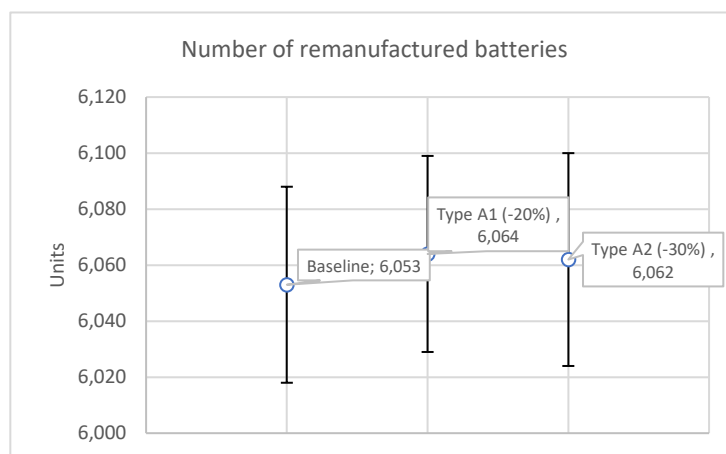 Number of remanufactured batteries
6,120
6,100
6,080
6,060
6,040
6,020
6,000
Units
Baseline; 6,053
Type A1 (-20%) ,
6,064
Type A2 (-30%) ,
6,062